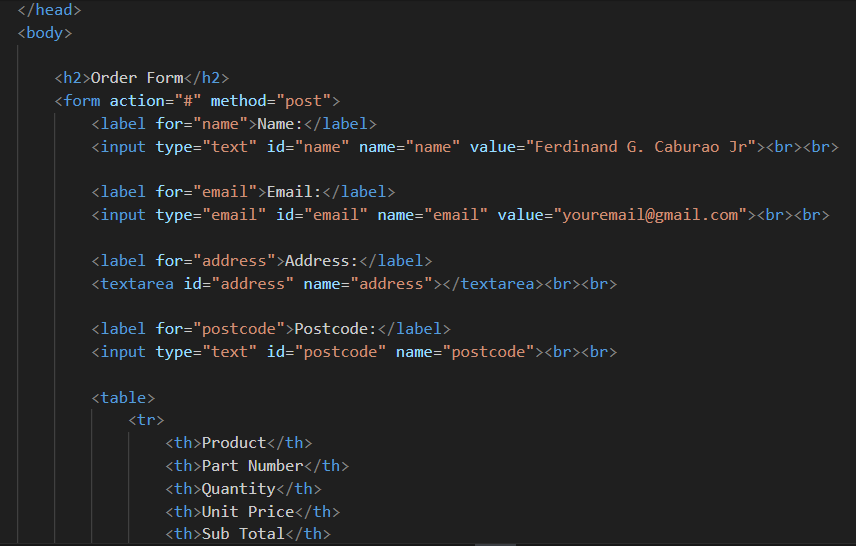 </head>
<body>
<h2>Order Form</h2>
<form action="#" method="post">
<label for="name">Name:</label>
<input type="text" id="name" name="name" value="Ferdinand G. Caburao Jr"><br><br>
<label for="email">Email:</label>
<input type="email" id="email" name="email" value="youremail@gmail.com"><br><br>
<label for="address">Address:</label>
<textarea id="address" name="address"></textarea><br><br>
<label for="postcode">Postcode:</label>
<input type="text" id="postcode" name="postcode"><br><br>
<table>
<tr>
<th>Product</th>
<th>Part Number</th>
<th>Quantity</th>
<th>Unit Price</th>
<th>Sub Total</th>